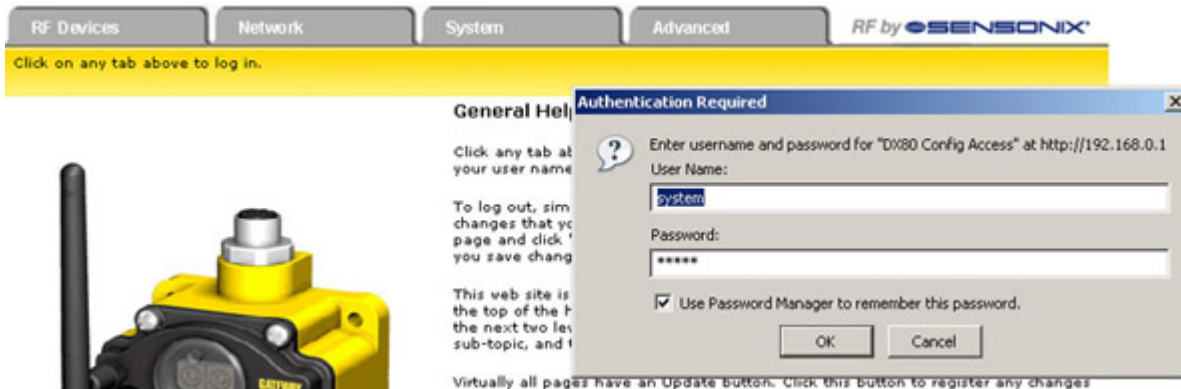 RF Devices
Network
System
Advanced
RF by SENSONIX
Click on any tab above to log in.
General Hel
Click any tab ab
your user name
To log out, sim
changes that yo
page and click '
you save chang
This web site is
the top of the h
the next two lev
sub-topic, and t
Virtually all pages have an Update button. Click this button to register any changes
Authentication Required
Enter username and password for "DX80 Config Access" at http://192.168.0.1
User Name:
system
Password:
*****
Use Password Manager to remember this password.
OK
Cancel
GATEWAY